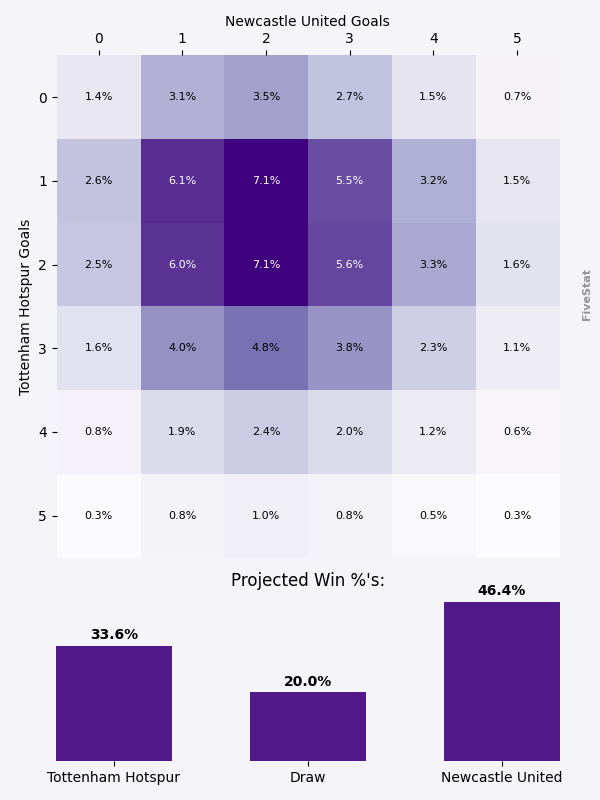 Newcastle United Goals
0 1 2 3 4 5
Tottenham Hotspur Goals
0 1.4% 3.1% 3.5% 2.7% 1.5% 0.7%
1 2.6% 6.1% 7.1% 5.5% 3.2% 1.5%
2 2.5% 6.0% 7.1% 5.6% 3.3% 1.6%
3 1.6% 4.0% 4.8% 3.8% 2.3% 1.1%
4 0.8% 1.9% 2.4% 2.0% 1.2% 0.6%
5 0.3% 0.8% 1.0% 0.8% 0.5% 0.3%
FiveStat
Projected Win %'s:
33.6% 20.0% 46.4%
Tottenham Hotspur Draw Newcastle United